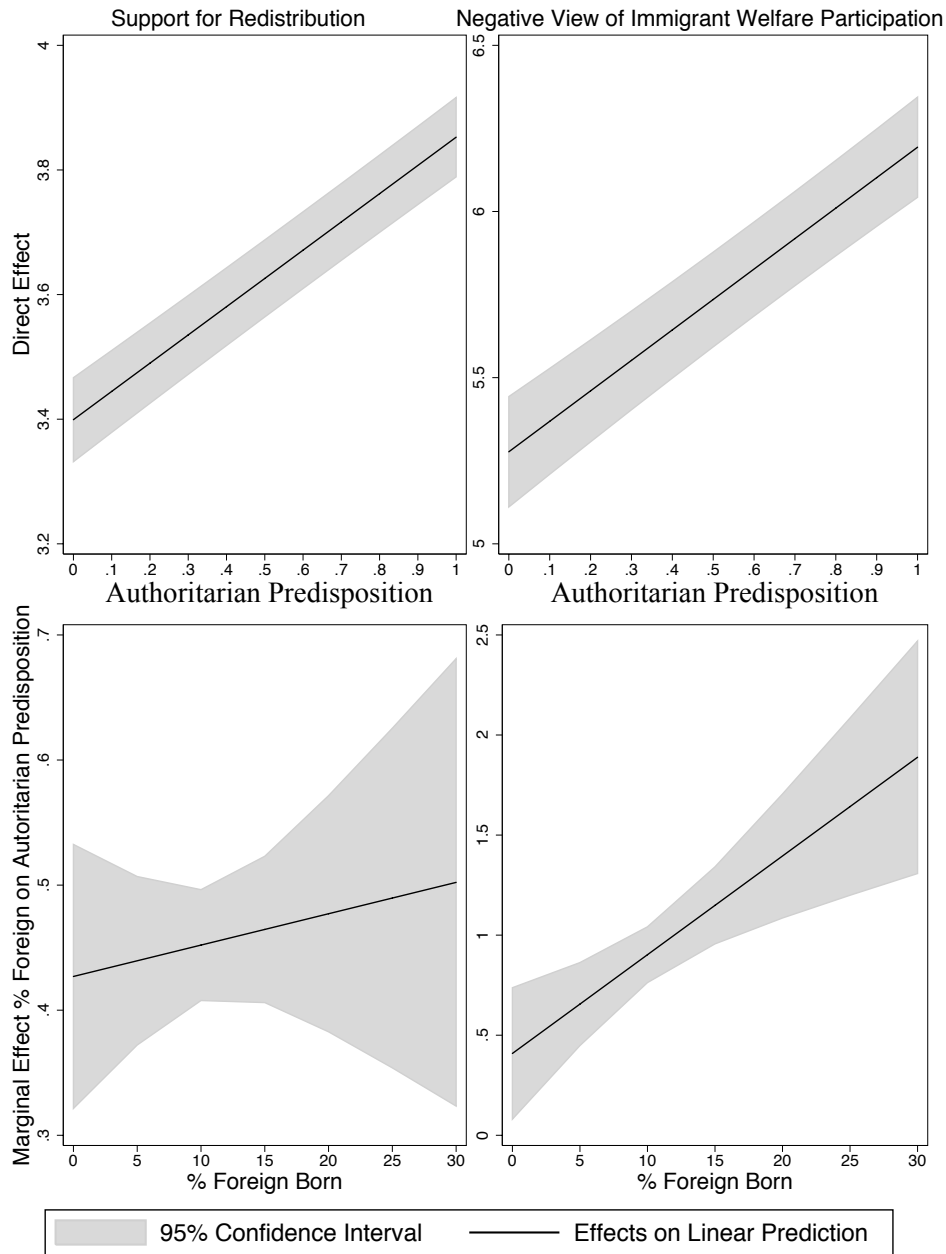 Support for Redistribution
Negative View of Immigrant Welfare Participation
Direct Effect
4
3.8
3.6
3.4
3.2
0 .1 .2 .3 .4 .5 .6 .7 .8 .9 1
Authoritarian Predisposition
6.5
6
5.5
5
0 .1 .2 .3 .4 .5 .6 .7 .8 .9 1
Authoritarian Predisposition
Marginal Effect % Foreign on Autoritarian Predisposition
.7
.6
.5
.4
.3
0 5 10 15 20 25 30
% Foreign Born
2.5
2
1.5
1
.5
0
0 5 10 15 20 25 30
% Foreign Born
95% Confidence Interval
Effects on Linear Prediction